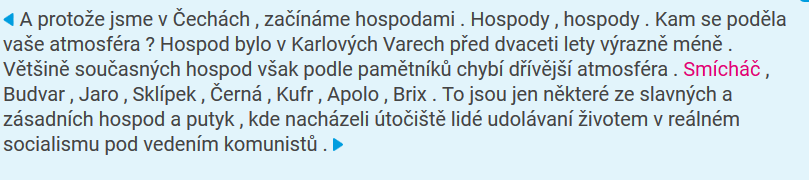 A protože jsme v Čechách , začínáme hospodami . Hospody , hospody . Kam se poděla
vaše atmosféra ? Hospod bylo v Karlových Varech před dvaceti lety výrazně méně .
Většině současných hospod však podle pamětníků chybí dřívější atmosféra . Smícháč ,
Budvar , Jaro , Sklípek , Černá , Kufr , Apolo , Brix . To jsou jen některé ze slavných a
zásadních hospod a putyk , kde nacházeli útočiště lidé udolávaní životem v reálném
socialismu pod vedením komunistů .